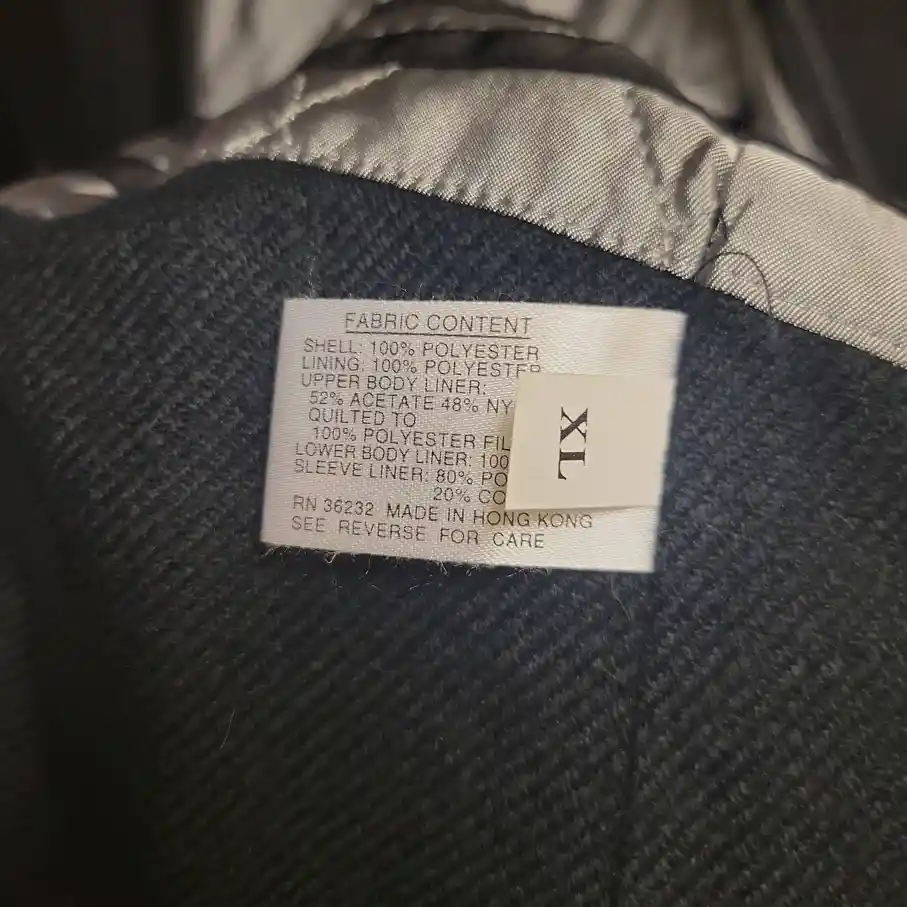 FABRIC CONTENT
SHELL: 100% POLYESTER
LINING: 100% POLYESTER
UPPER BODY LINER:
52% ACETATE 48% NY
QUILTED TO
100% POLYESTER FIL
LOWER BODY LINER: 100
SLEEVE LINER: 80% PO
20% CO
RN 36232 MADE IN HONG KONG
SEE REVERSE FOR CARE
XL